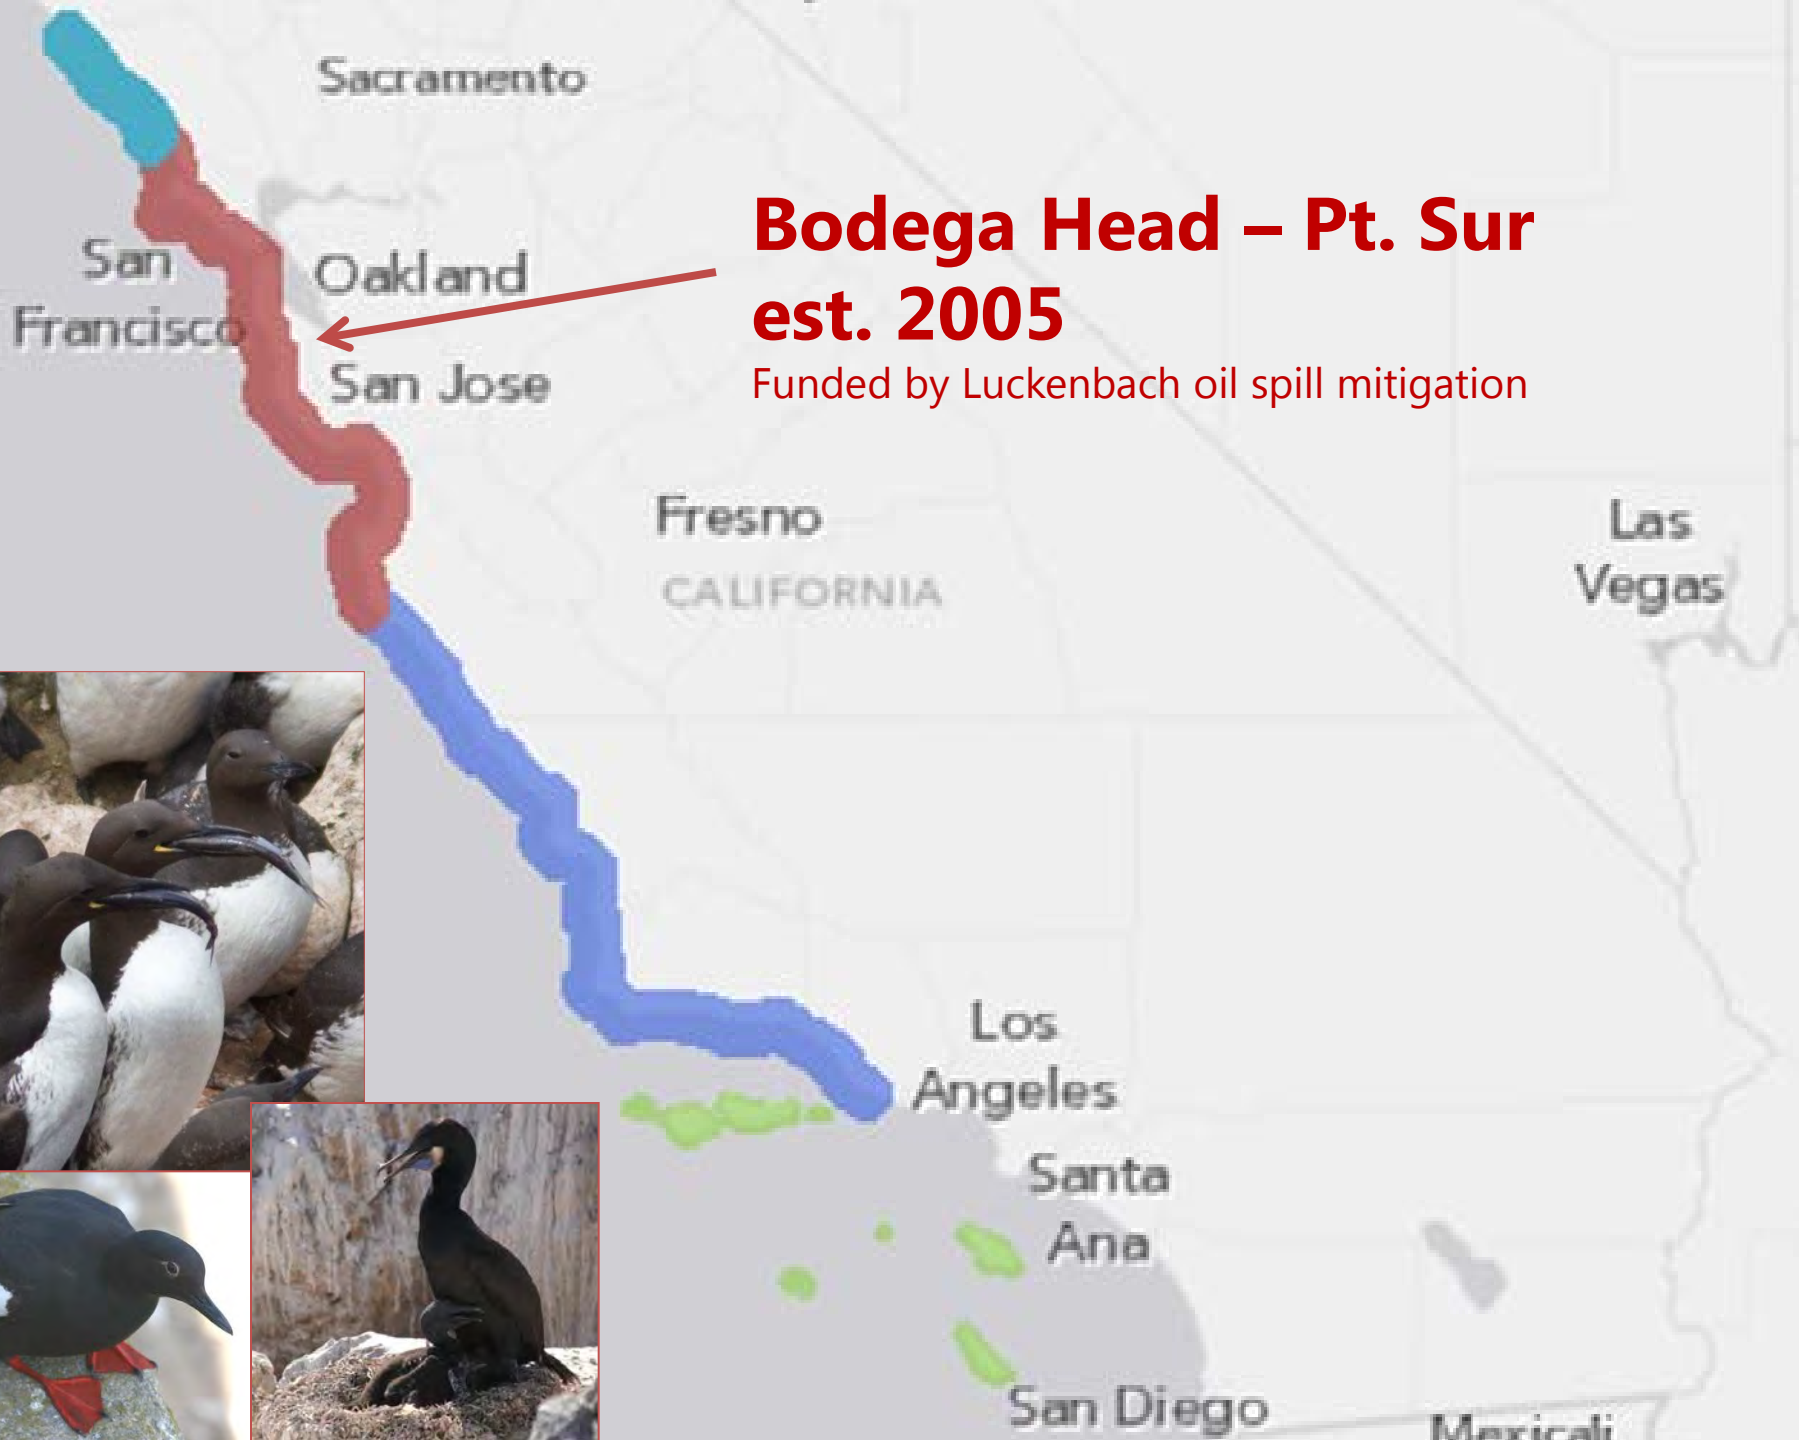 Sacramento
Bodega Head – Pt. Sur
est. 2005
Funded by Luckenbach oil spill mitigation
San
Francisco
Oakland
San Jose
Fresno
CALIFORNIA
Las
Vegas
Los
Angeles
Santa
Ana
San Diego
Mexicali